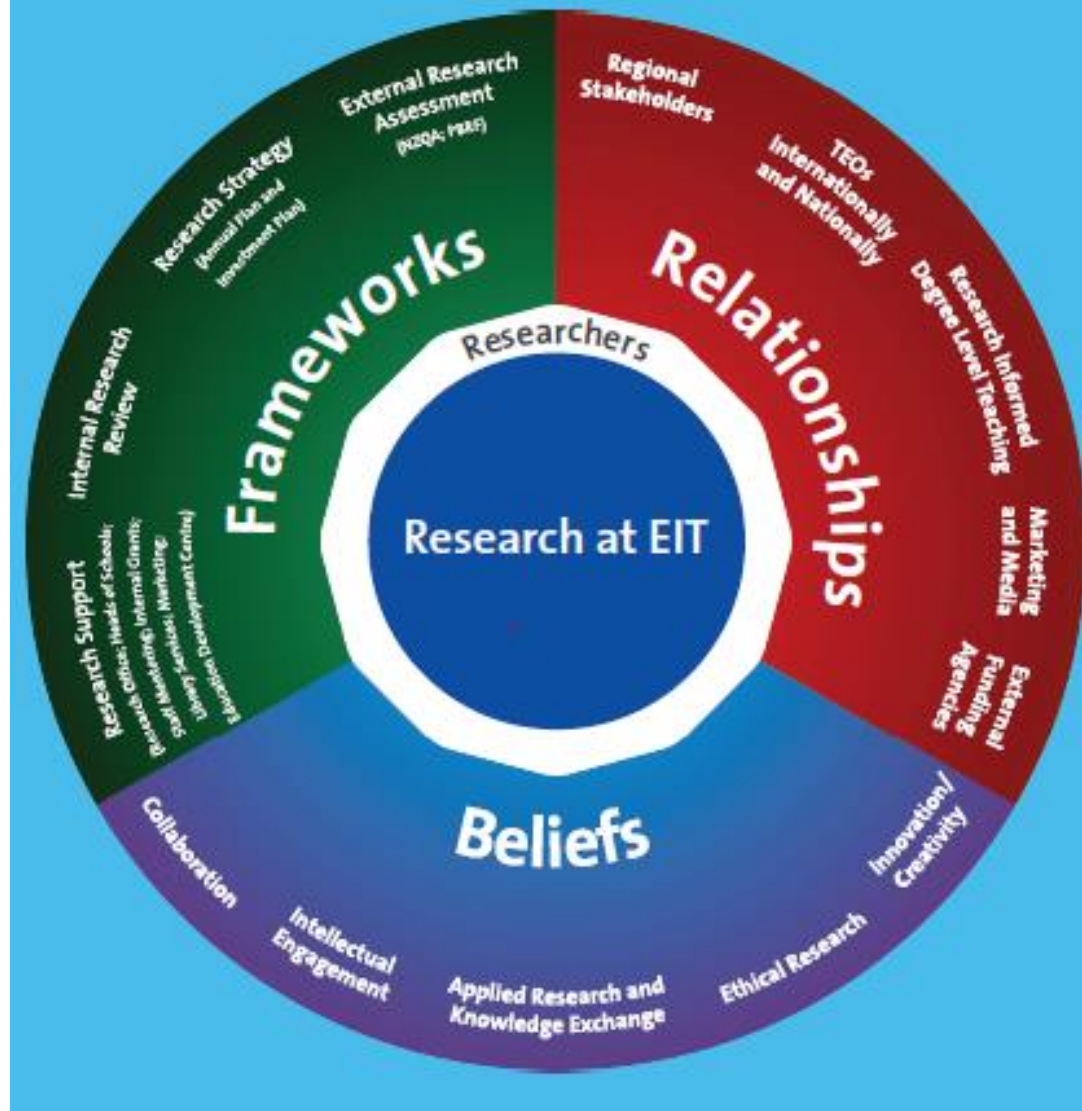 External Research
Assessment
(NZQA; PBRF)
Research Strategy
(Annual Plan and
Investment Plan)
Internal Research
Review
Research Support
(Research Office; Heads of Schools;
Research Mentoring; Internal Grants;
Staff Mentoring; Marketing;
Library Services; Marketing;
Education Development Centre)
Frameworks
Regional
Stakeholders
TEOs
Internationally
and Nationally
Research Informed
Degree Level Teaching
Marketing
and Media
External
Funding
Agencies
Relationships
Researchers
Research at EIT
Beliefs
Collaboration
Intellectual
Engagement
Applied Research and
Knowledge Exchange
Ethical Research
Innovation/
Creativity